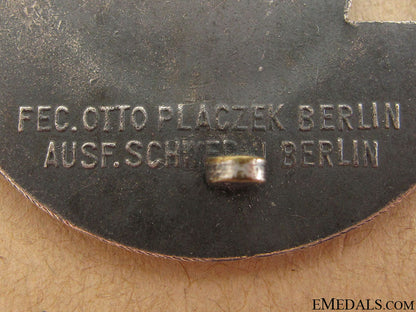 FEC. OTTO PLACZEK BERLIN
AUSF. BERLIN
EMEDALS.COM